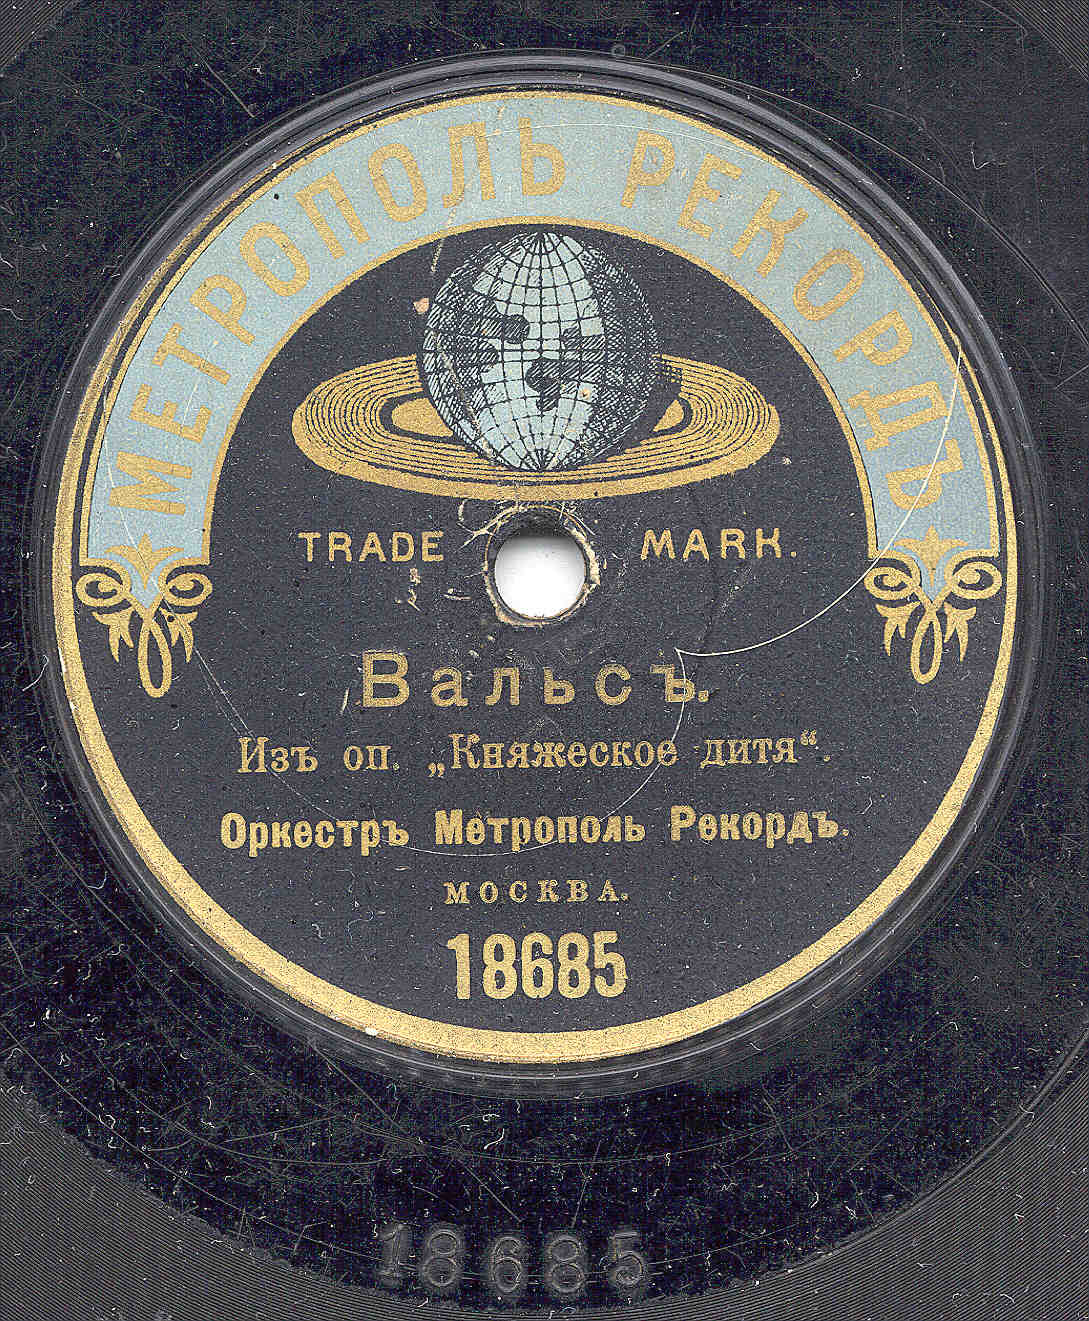 МЕТРОПОЛЬ РЕКОРДЪ
TRADE MARK.
Вальсъ.
Изъ оп. „Княжеское дитя“.
Оркестръ Метрополь Рекордъ.
МОСКВА.
18685
18685